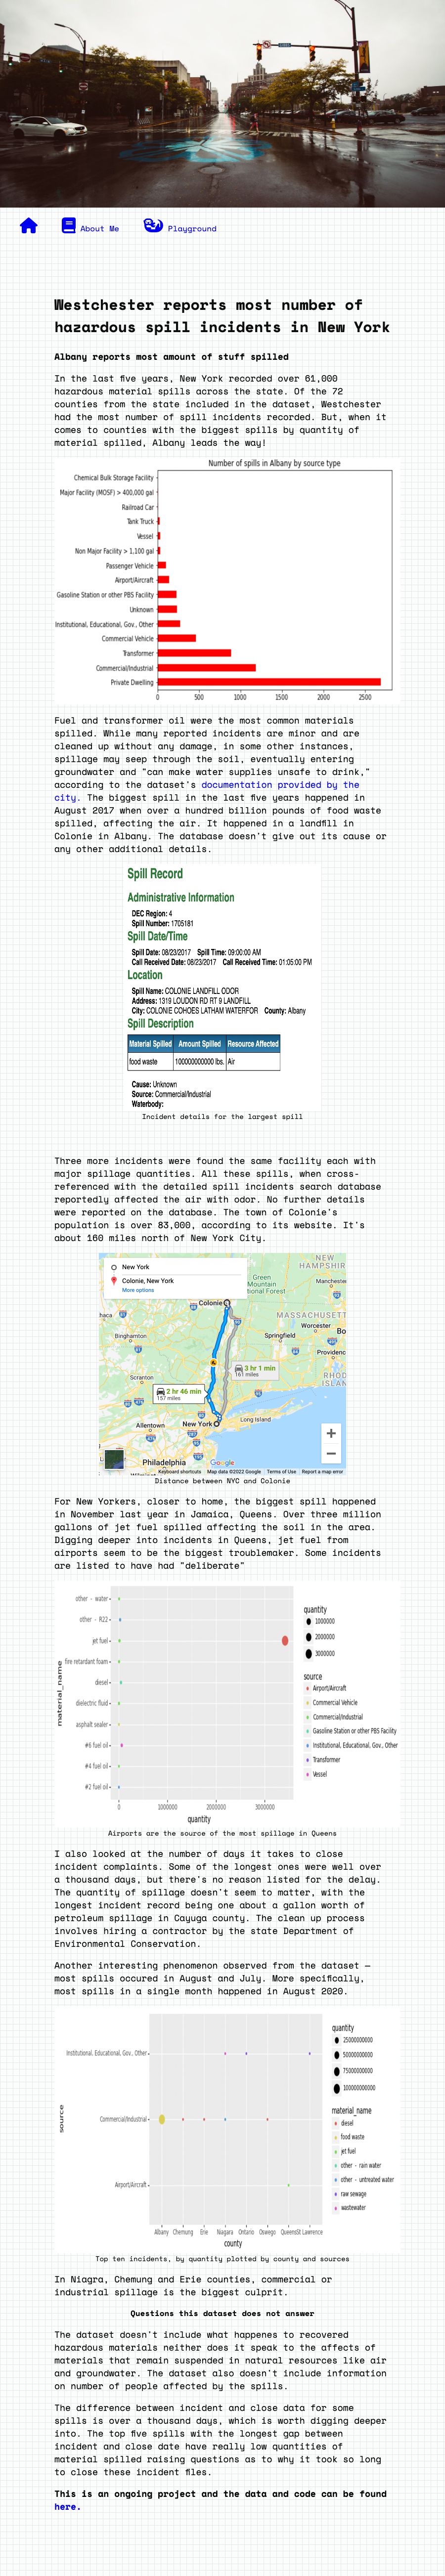 About Me
Playground
Westchester reports most number of
hazardous spill incidents in New York
Albany reports most amount of stuff spilled
In the last five years, New York recorded over 61,000
hazardous material spills across the state. Of the 72
counties from the state included in the dataset, Westchester
had the most number of spill incidents recorded. But, when it
comes to counties with the biggest spills by quantity of
material spilled, Albany leads the way!
Number of spills in Albany by source type
Chemical Bulk Storage Facility
Major Facility (MOSF) > 400,000 gal
Railroad Car
Tank Truck
Vessel
Non Major Facility > 1,100 gal
Passenger Vehicle
Airport/Aircraft
Gasoline Station or other PBS Facility
Unknown
Institutional, Educational, Gov., Other
Commercial Vehicle
Transformer
Commercial/Industrial
Private Dwelling
0 500 1000 1500 2000 2500
Fuel and transformer oil were the most common materials
spilled. While many reported incidents are minor and are
cleaned up without any damage, in some other instances,
spillage may seep through the soil, eventually entering
groundwater and "can make water supplies unsafe to drink,"
according to the dataset's documentation provided by the
city. The biggest spill in the last five years happened in
August 2017 when over a hundred billion pounds of food waste
spilled, affecting the air. It happened in a landfill in
Colonie in Albany. The database doesn't give out its cause or
any other additional details.
Spill Record
Administrative Information
DEC Region: 4
Spill Number: 1705181
Spill Date/Time
Spill Date: 08/23/2017 Spill Time: 09:00:00 AM
Call Received Date: 08/23/2017 Call Received Time: 01:05:00 PM
Location
Spill Name: COLONIE LANDFILL ODOR
Address: 1319 LOUDON RD RT 9 LANDFILL
City: COLONIE COHOES LATHAM WATERFOR County: Albany
Spill Description
Material Spilled Amount Spilled Resource Affected
food waste 100000000000 lbs. Air
Cause: Unknown
Source: Commercial/Industrial
Waterbody:
Incident details for the largest spill
Three more incidents were found the same facility each with
major spillage quantities. All these spills, when cross-
referenced with the detailed spill incidents search database
reportedly affected the air with odor. No further details
were reported on the database. The town of Colonie's
population is over 83,000, according to its website. It's
about 160 miles north of New York City.
New York
Colonie, New York
More options
NEW
HAMPSHIR
Green
Mountain
tional Forest
Mancheste
Colonie
MASSACHUSETT
haca
Binghamton
Springfield
Worcester
Bo
Providenc
RHOD
ISLAN
Scranton
3 hr 1 min
161 miles
2 hr 46 min
157 miles
Allentown
New York
Long Island
Philadelphia
Google
Keyboard shortcuts Map data ©2022 Google Terms of Use Report a map error
Distance between NYC and Colonie
For New Yorkers, closer to home, the biggest spill happened
in November last year in Jamaica, Queens. Over three million
gallons of jet fuel spilled affecting the soil in the area.
Digging deeper into incidents in Queens, jet fuel from
airports seem to be the biggest troublemaker. Some incidents
are listed to have had "deliberate"
material_name
other - water
other - R22
jet fuel
fire retardant foam
diesel
dielectric fluid
asphalt sealer
#6 fuel oil
#4 fuel oil
#2 fuel oil
0 1000000 2000000 3000000
quantity
quantity
1000000
2000000
3000000
source
Airport/Aircraft
Commercial Vehicle
Commercial/Industrial
Gasoline Station or other PBS Facility
Institutional, Educational, Gov., Other
Transformer
Vessel
Airports are the source of the most spillage in Queens
I also looked at the number of days it takes to close
incident complaints. Some of the longest ones were well over
a thousand days, but there's no reason listed for the delay.
The quantity of spillage doesn't seem to matter, with the
longest incident record being one about a gallon worth of
petroleum spillage in Cayuga county. The clean up process
involves hiring a contractor by the state Department of
Environmental Conservation.
Another interesting phenomenon observed from the dataset —
most spills occured in August and July. More specifically,
most spills in a single month happened in August 2020.
source
Institutional, Educational, Gov., Other
Commercial/Industrial
Airport/Aircraft
Albany Chemung Erie Niagara Ontario Oswego Queens St Lawrence
county
quantity
25000000000
50000000000
75000000000
100000000000
material_name
diesel
food waste
jet fuel
other - rain water
other - untreated water
raw sewage
wastewater
Top ten incidents, by quantity plotted by county and sources
In Niagra, Chemung and Erie counties, commercial or
industrial spillage is the biggest culprit.
Questions this dataset does not answer
The dataset doesn't include what happenes to recovered
hazardous materials neither does it speak to the affects of
materials that remain suspended in natural resources like air
and groundwater. The dataset also doesn't include information
on number of people affected by the spills.
The difference between incident and close data for some
spills is over a thousand days, which is worth digging deeper
into. The top five spills with the longest gap between
incident and close date have really low quantities of
material spilled raising questions as to why it took so long
to close these incident files.
This is an ongoing project and the data and code can be found
here.